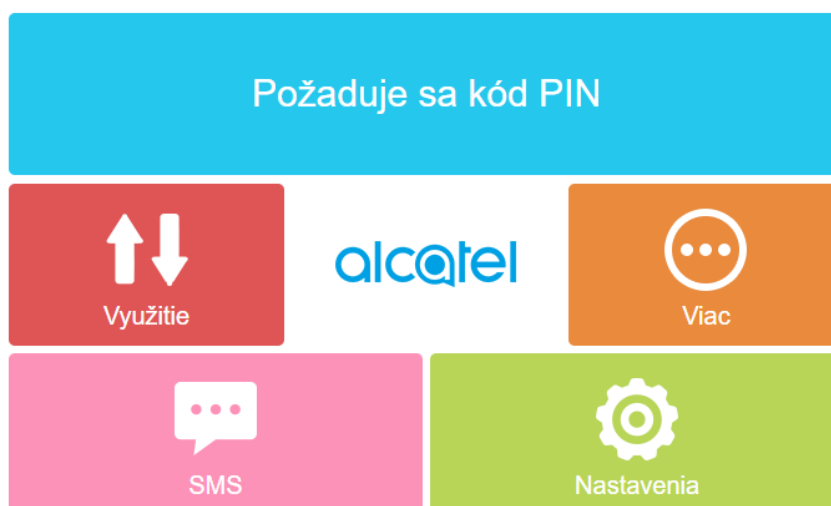 Požaduje sa kód PIN
Využitie
alcatel
Viac
SMS
Nastavenia